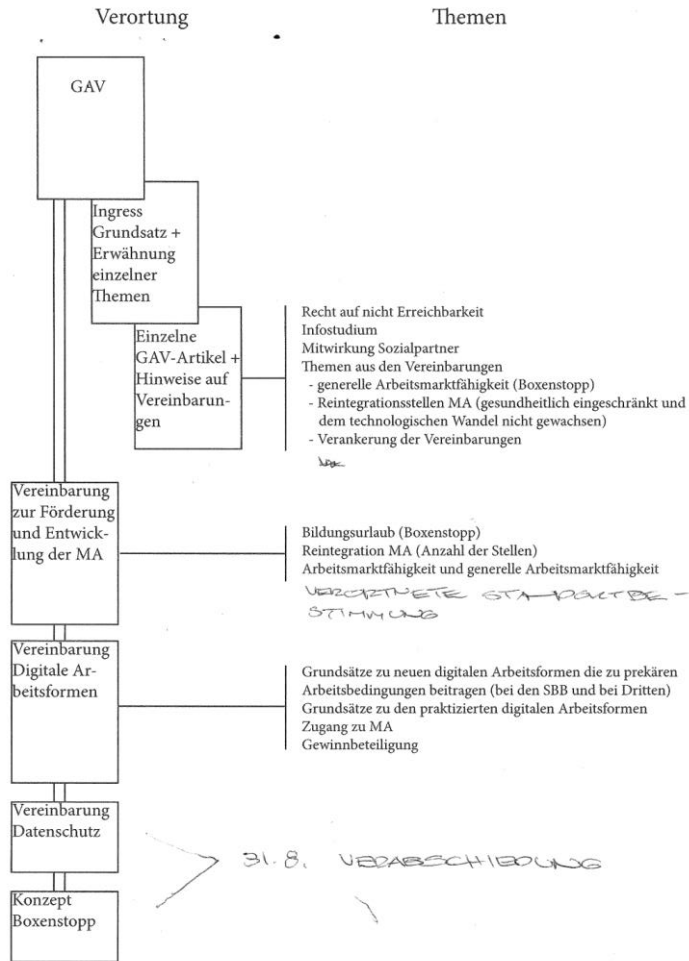 Verortung
Themen
GAV
Ingress
Grundsatz +
Erwähnung
einzelner
Themen
Einzelne
GAV-Artikel +
Hinweise auf
Vereinbarun-
gen
Recht auf nicht Erreichbarkeit
Infostudium
Mitwirkung Sozialpartner
Themen aus den Vereinbarungen
- generelle Arbeitsmarktfähigkeit (Boxenstopp)
- Reintegrationsstellen MA (gesundheitlich eingeschränkt und
dem technologischen Wandel nicht gewachsen)
- Verankerung der Vereinbarungen
Vereinbarung
zur Förderung
und Entwick-
lung der MA
Bildungsurlaub (Boxenstopp)
Reintegration MA (Anzahl der Stellen)
Arbeitsmarktfähigkeit und generelle Arbeitsmarktfähigkeit
STANDORTBE-
STIMMUNG
Vereinbarung
Digitale Ar-
beitsformen
Grundsätze zu neuen digitalen Arbeitsformen die zu prekären
Arbeitsbedingungen beitragen (bei den SBB und bei Dritten)
Grundsätze zu den praktizierten digitalen Arbeitsformen
Zugang zu MA
Gewinnbeteiligung
Vereinbarung
Datenschutz
31.8. VERABSCHIEDUNG
Konzept
Boxenstopp